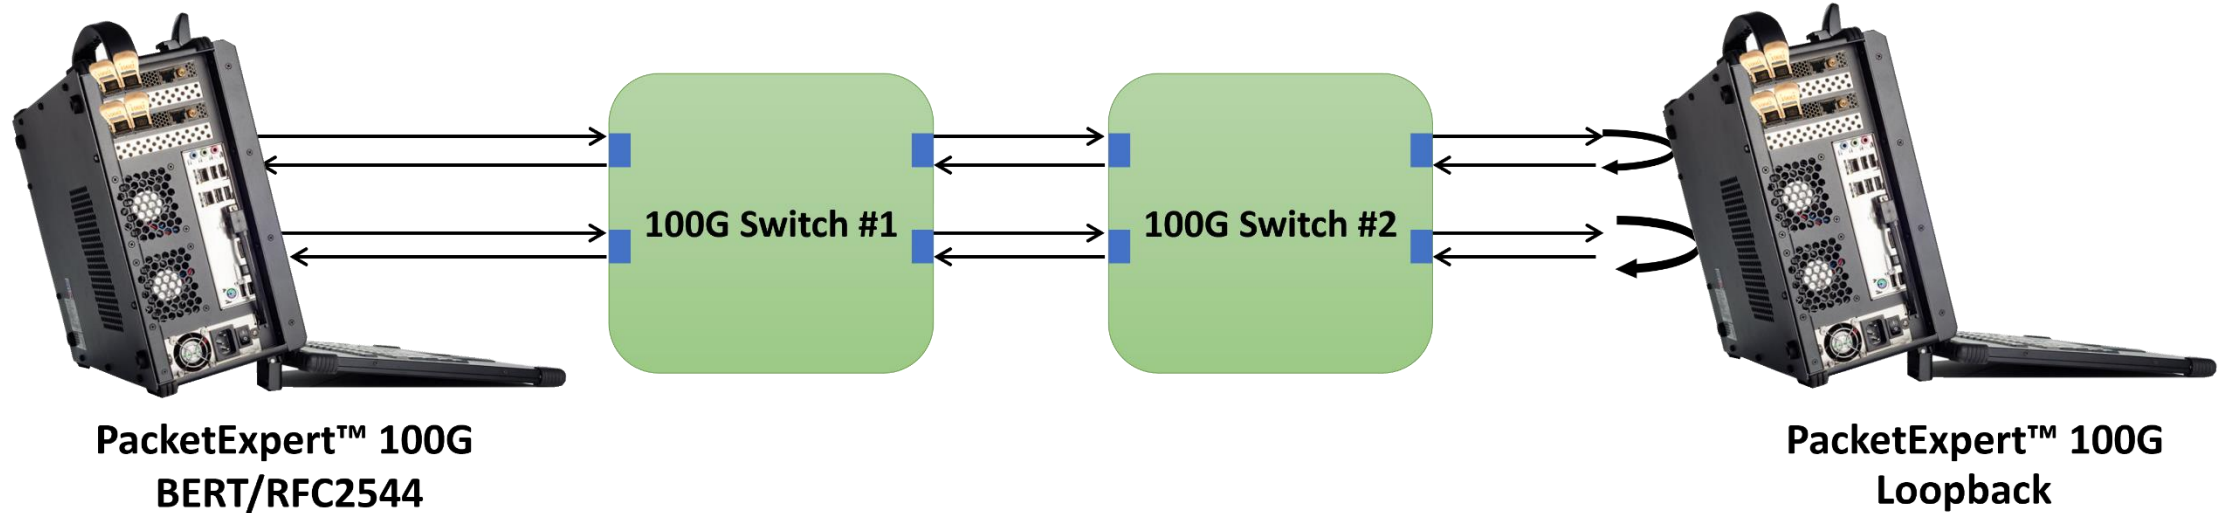 100G Switch #1
100G Switch #2
PacketExpert™ 100G
BERT/RFC2544
PacketExpert™ 100G
Loopback